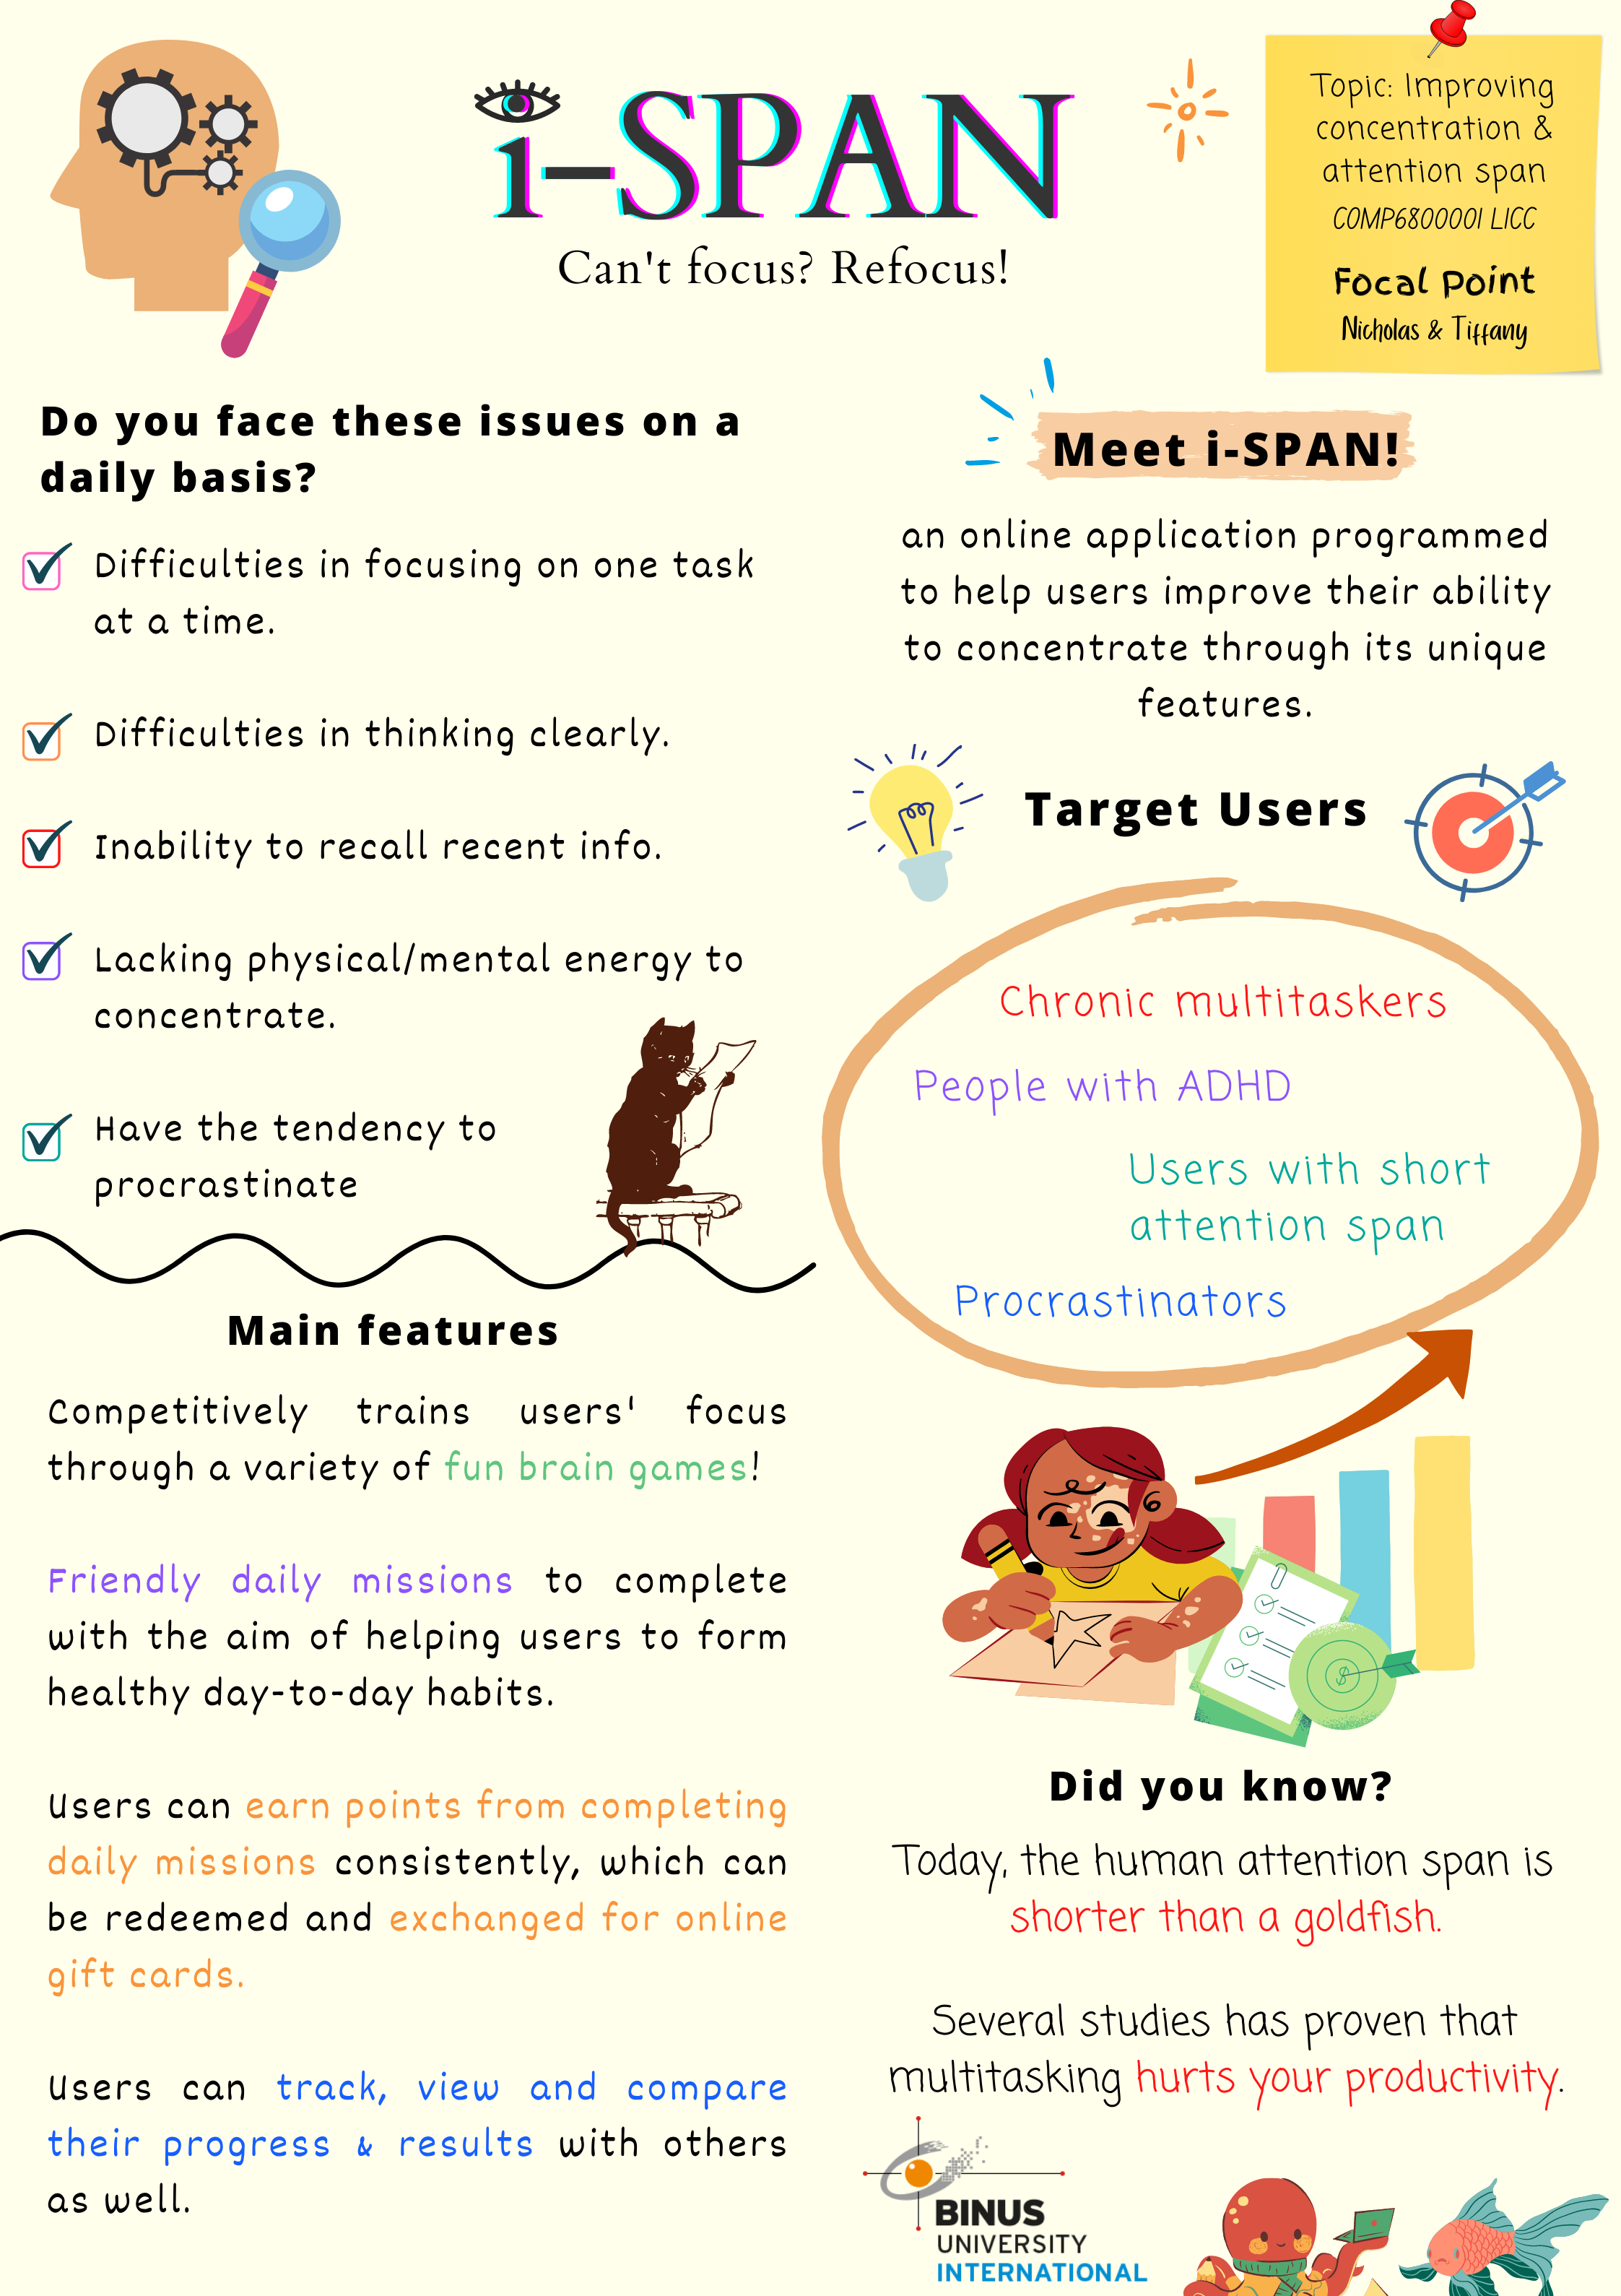 i-SPAN
Can't focus? Refocus!
Topic: Improving
concentration &
attention span
COMP6800001 L1CC
Focal Point
Nicholas & Tiffany
Do you face these issues on a
daily basis?
Difficulties in focusing on one task
at a time.
Difficulties in thinking clearly.
Inability to recall recent info.
Lacking physical/mental energy to
concentrate.
Have the tendency to
procrastinate
Main features
Competitively trains users' focus
through a variety of fun brain games!
Friendly daily missions to complete
with the aim of helping users to form
healthy day-to-day habits.
Users can earn points from completing
daily missions consistently, which can
be redeemed and exchanged for online
gift cards.
Users can track, view and compare
their progress & results with others
as well.
Meet i-SPAN!
an online application programmed
to help users improve their ability
to concentrate through its unique
features.
Target Users
Chronic multitaskers
People with ADHD
Users with short
attention span
Procrastinators
Did you know?
Today, the human attention span is
shorter than a goldfish.
Several studies has proven that
multitasking hurts your productivity.
BINUS
UNIVERSITY
INTERNATIONAL